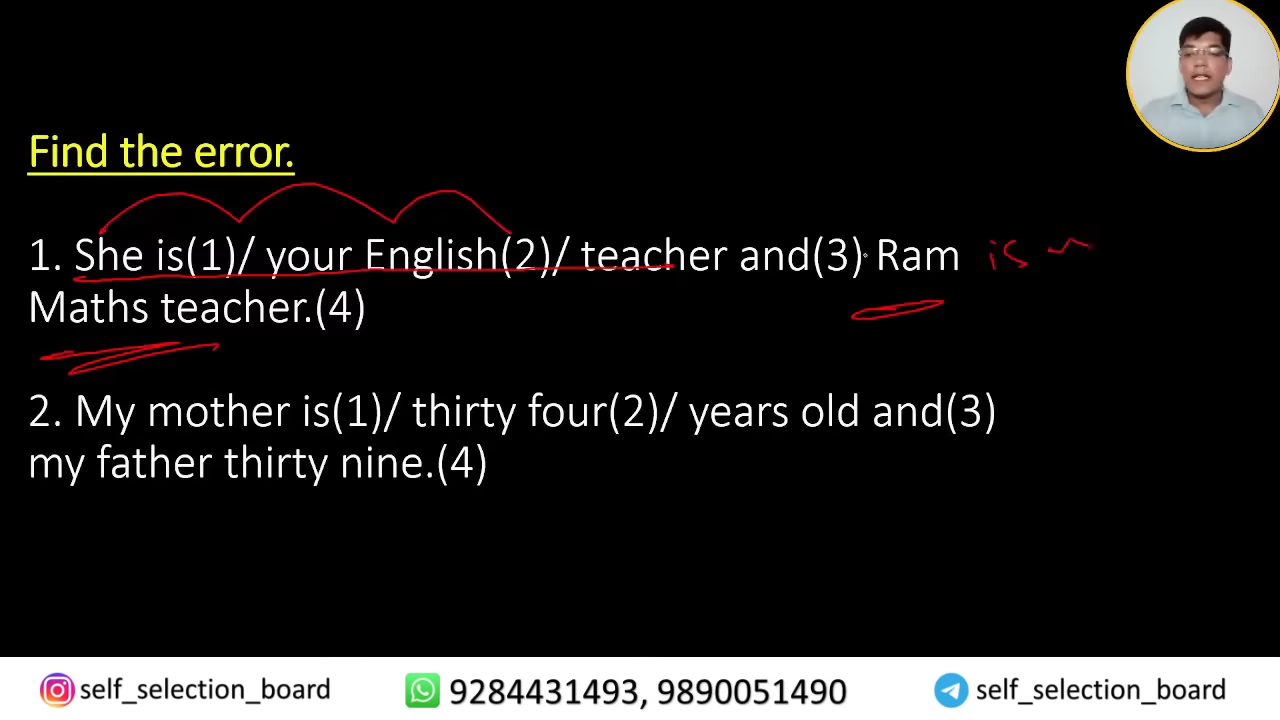 Find the error.
1. She is(1)/ your English(2)/ teacher and(3) Ram is
Maths teacher.(4)
2. My mother is(1)/ thirty four(2)/ years old and(3)
my father thirty nine.(4)
self_selection_board 9284431493, 9890051490 self_selection_board